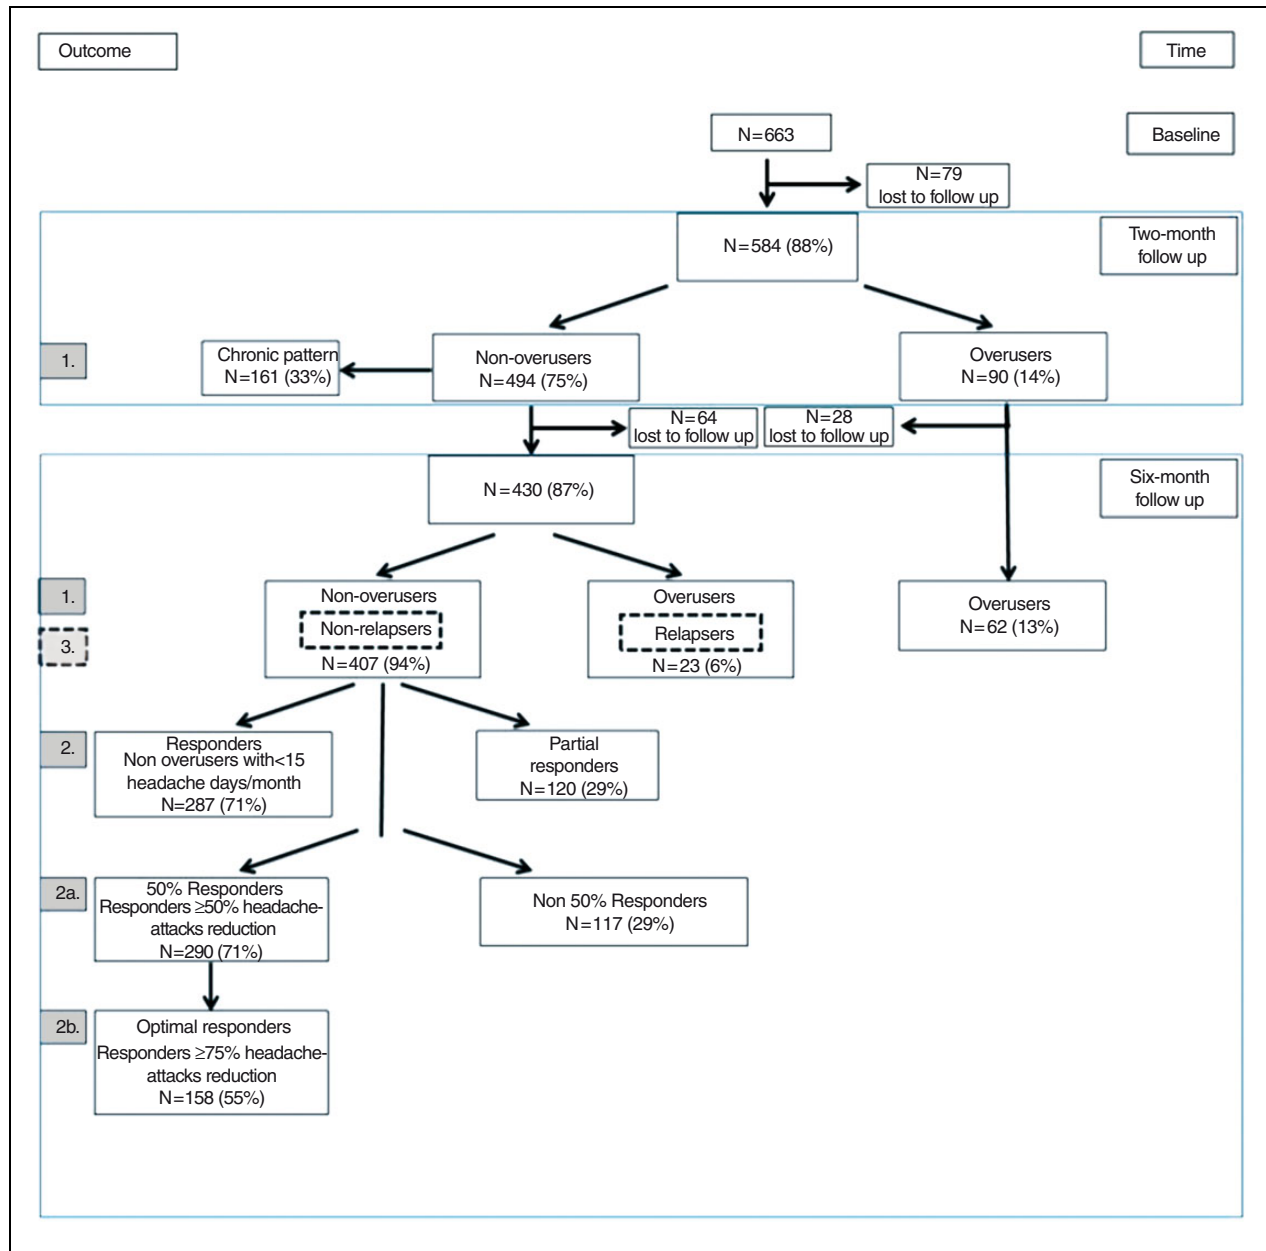 Outcome
Time
N=663
Baseline
N=79
lost to follow up
N=584 (88%)
Two-month
follow up
1.
Chronic pattern
N=161 (33%)
Non-overusers
N=494 (75%)
Overusers
N=90 (14%)
N=64
lost to follow up
N=28
lost to follow up
N=430 (87%)
Six-month
follow up
1.
3.
Non-overusers
Non-relapsers
N=407 (94%)
Overusers
Relapsers
N=23 (6%)
Overusers
N=62 (13%)
2.
Responders
Non overusers with<15
headache days/month
N=287 (71%)
Partial
responders
N=120 (29%)
2a.
50% Responders
Responders ≥50% headache-
attacks reduction
N=290 (71%)
Non 50% Responders
N=117 (29%)
2b.
Optimal responders
Responders ≥75% headache-
attacks reduction
N=158 (55%)